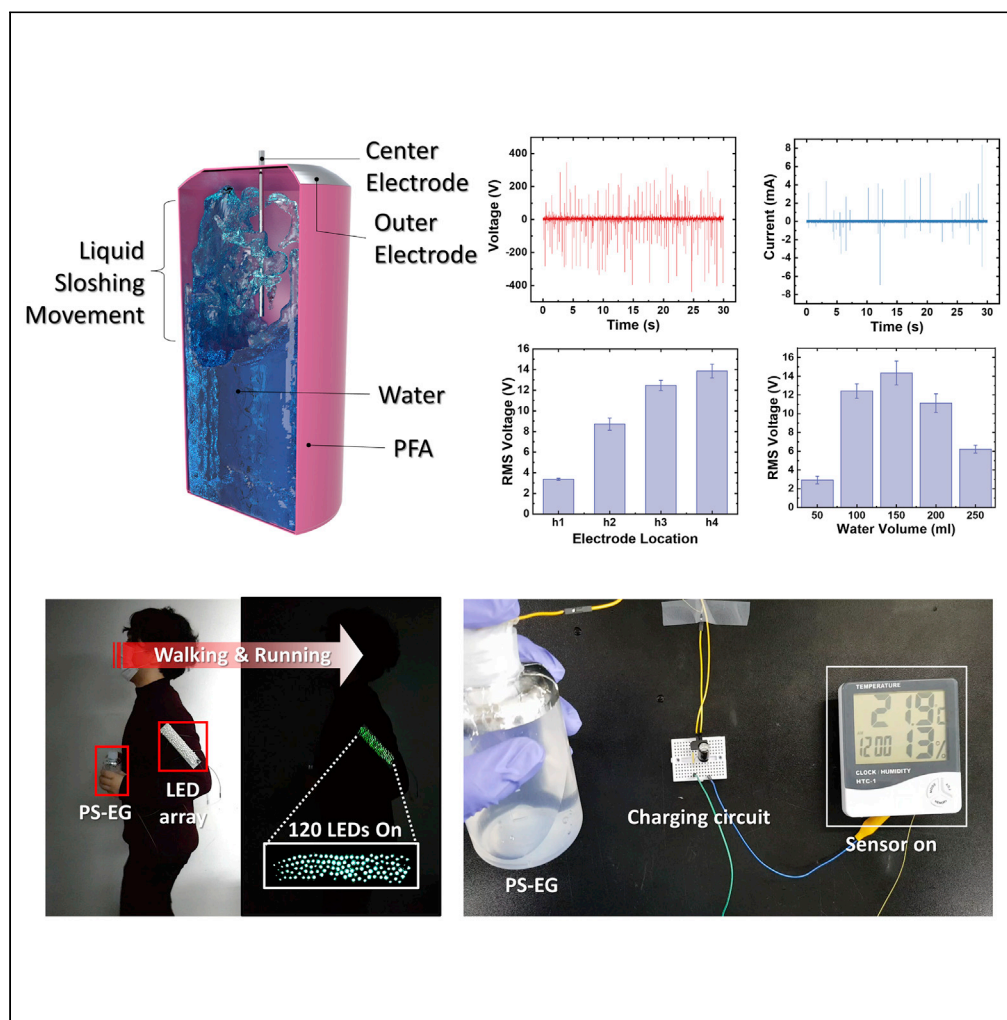 Center
Electrode
Outer
Electrode
Liquid
Sloshing
Movement
Water
PFA
Voltage (V)
400
200
0
-200
-400
0 5 10 15 20 25 30
Time (s)
Current (mA)
8
6
4
2
0
-2
-4
-6
-8
0 5 10 15 20 25 30
Time (s)
RMS Voltage (V)
16
14
12
10
8
6
4
2
0
h1 h2 h3 h4
Electrode Location
RMS Voltage (V)
18
16
14
12
10
8
6
4
2
0
50 100 150 200 250
Water Volume (ml)
Walking & Running
PS-EG
LED
array
120 LEDs On
PS-EG
Charging circuit
TEMPERATURE
21.9°C
12:00 13%
CLOCK / HUMIDITY
HTC-1
Sensor on